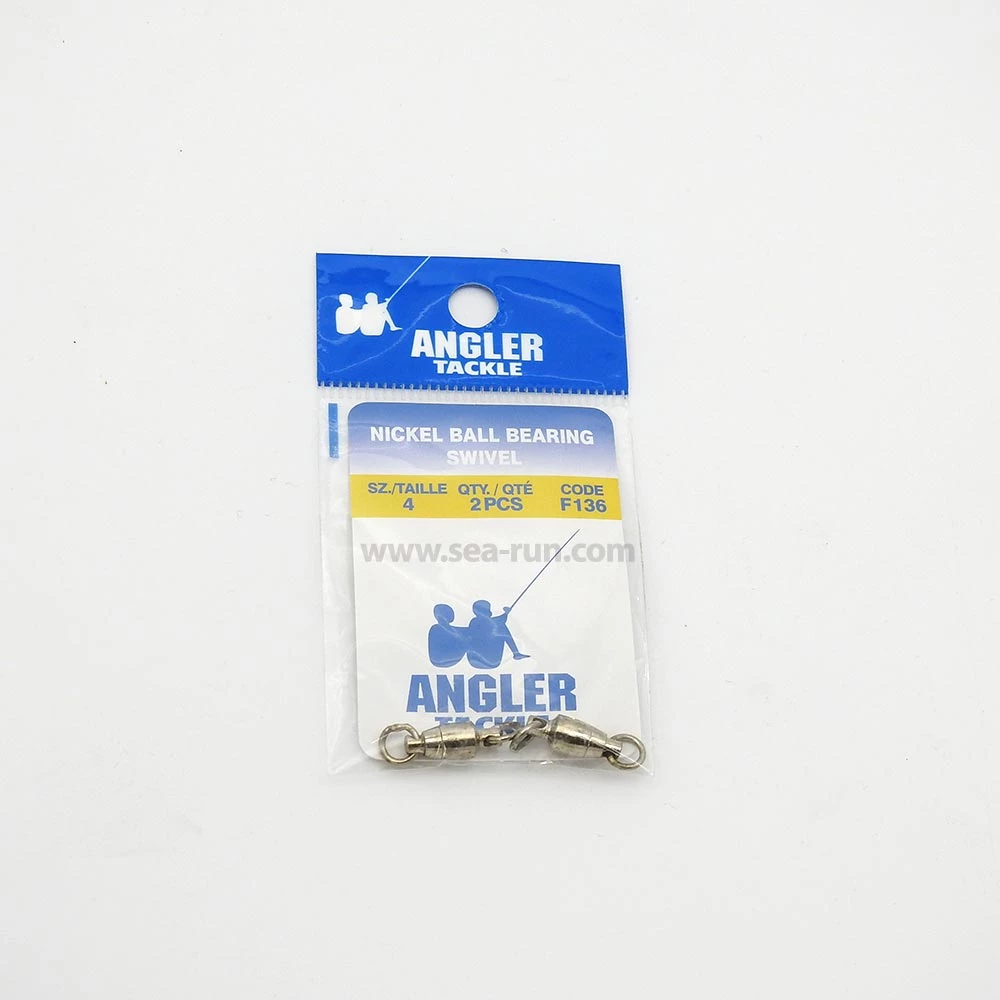 ANGLER
TACKLE
NICKEL BALL BEARING
SWIVEL
SZ./TAILLE QTY./QTÉ CODE
4 2PCS F136
www.sea-run.com
ANGLER
TACKLE